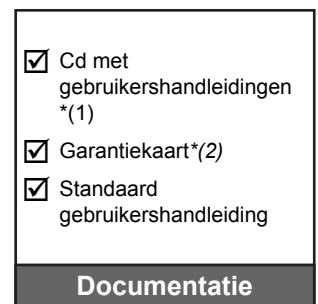 Cd met
gebruikershandleidingen
*(1)
Garantiekaart*(2)
Standaard
gebruikershandleiding
Documentatie